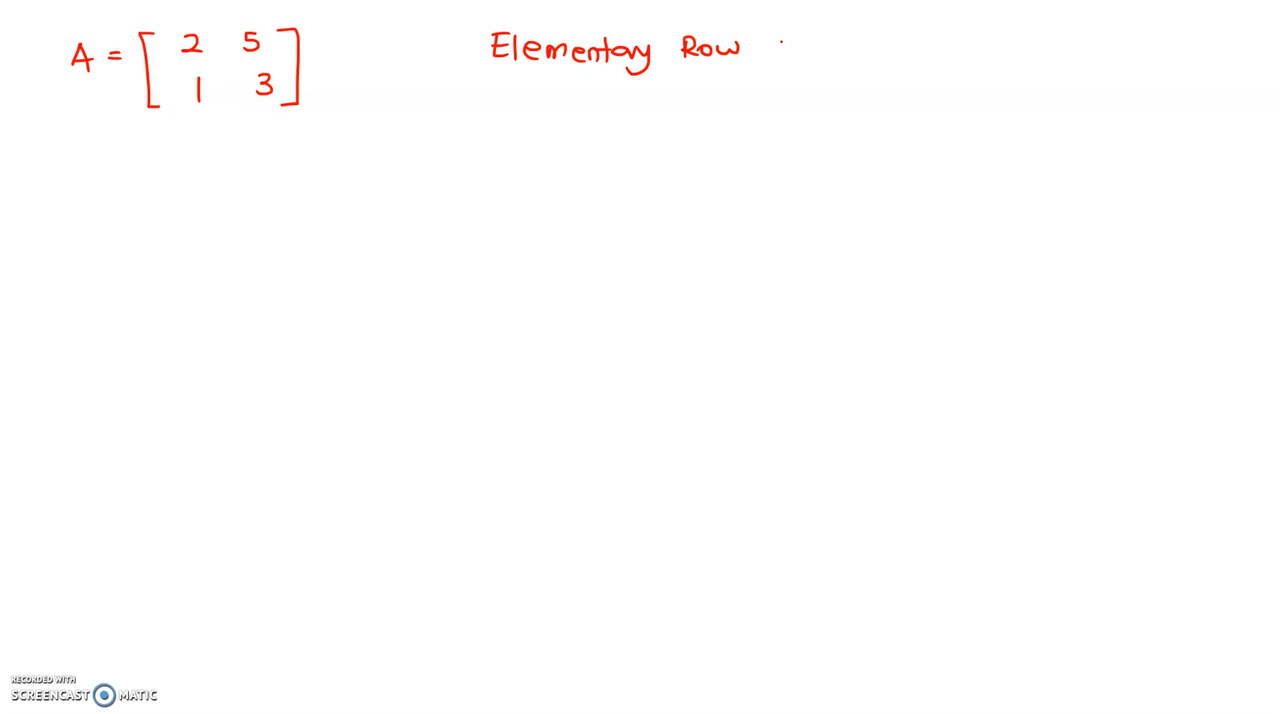 A = [ 2 5 Elementary Row
1 3 ]
RECORDED WITH
SCREENCAST MATIC